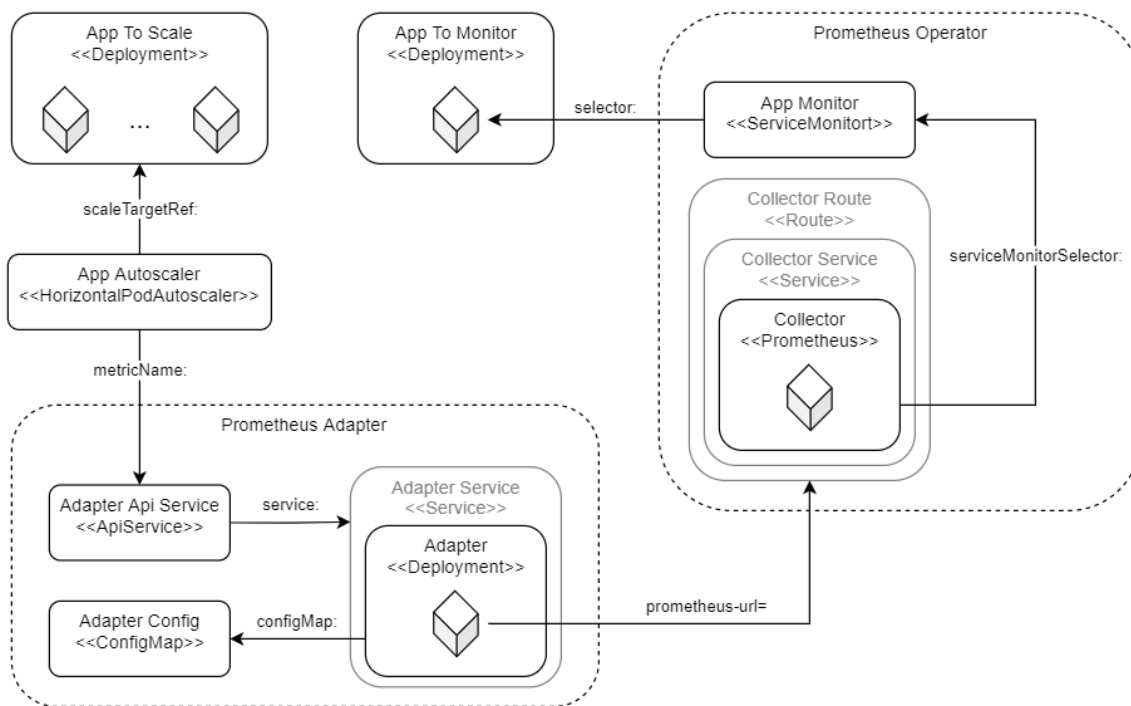 App To Scale
<<Deployment>>
...
App To Monitor
<<Deployment>>
Prometheus Operator
selector:
App Monitor
<<ServiceMonitort>>
scaleTargetRef:
Collector Route
<<Route>>
Collector Service
<<Service>>
serviceMonitorSelector:
App Autoscaler
<<HorizontalPodAutoscaler>>
Collector
<<Prometheus>>
metricName:
Prometheus Adapter
Adapter Api Service
<<ApiService>>
service:
Adapter Service
<<Service>>
Adapter
<<Deployment>>
prometheus-url=
Adapter Config
<<ConfigMap>>
configMap: